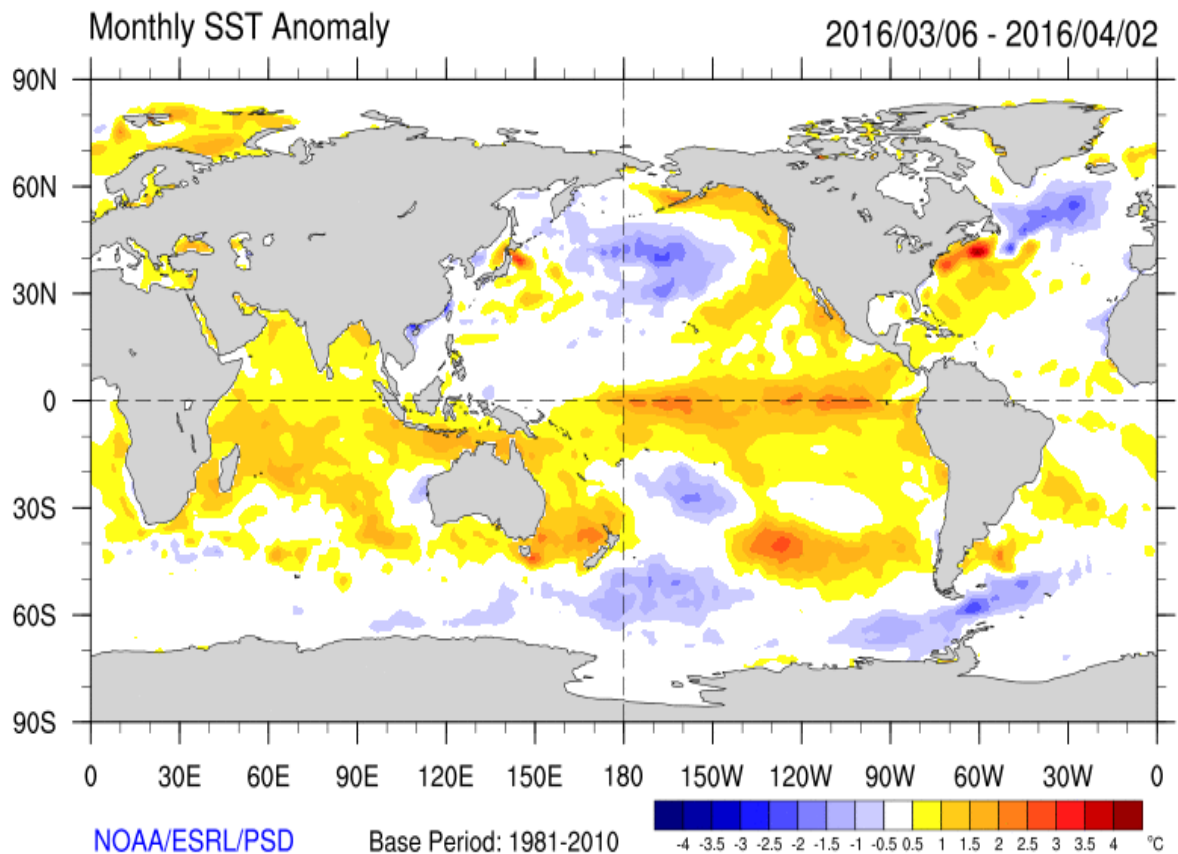 Monthly SST Anomaly 2016/03/06 - 2016/04/02
90N
60N
30N
0
30S
60S
90S
0 30E 60E 90E 120E 150E 180 150W 120W 90W 60W 30W 0
NOAA/ESRL/PSD Base Period: 1981-2010
-4 -3.5 -3 -2.5 -2 -1.5 -1 -0.5 0.5 1 1.5 2 2.5 3 3.5 4 °C